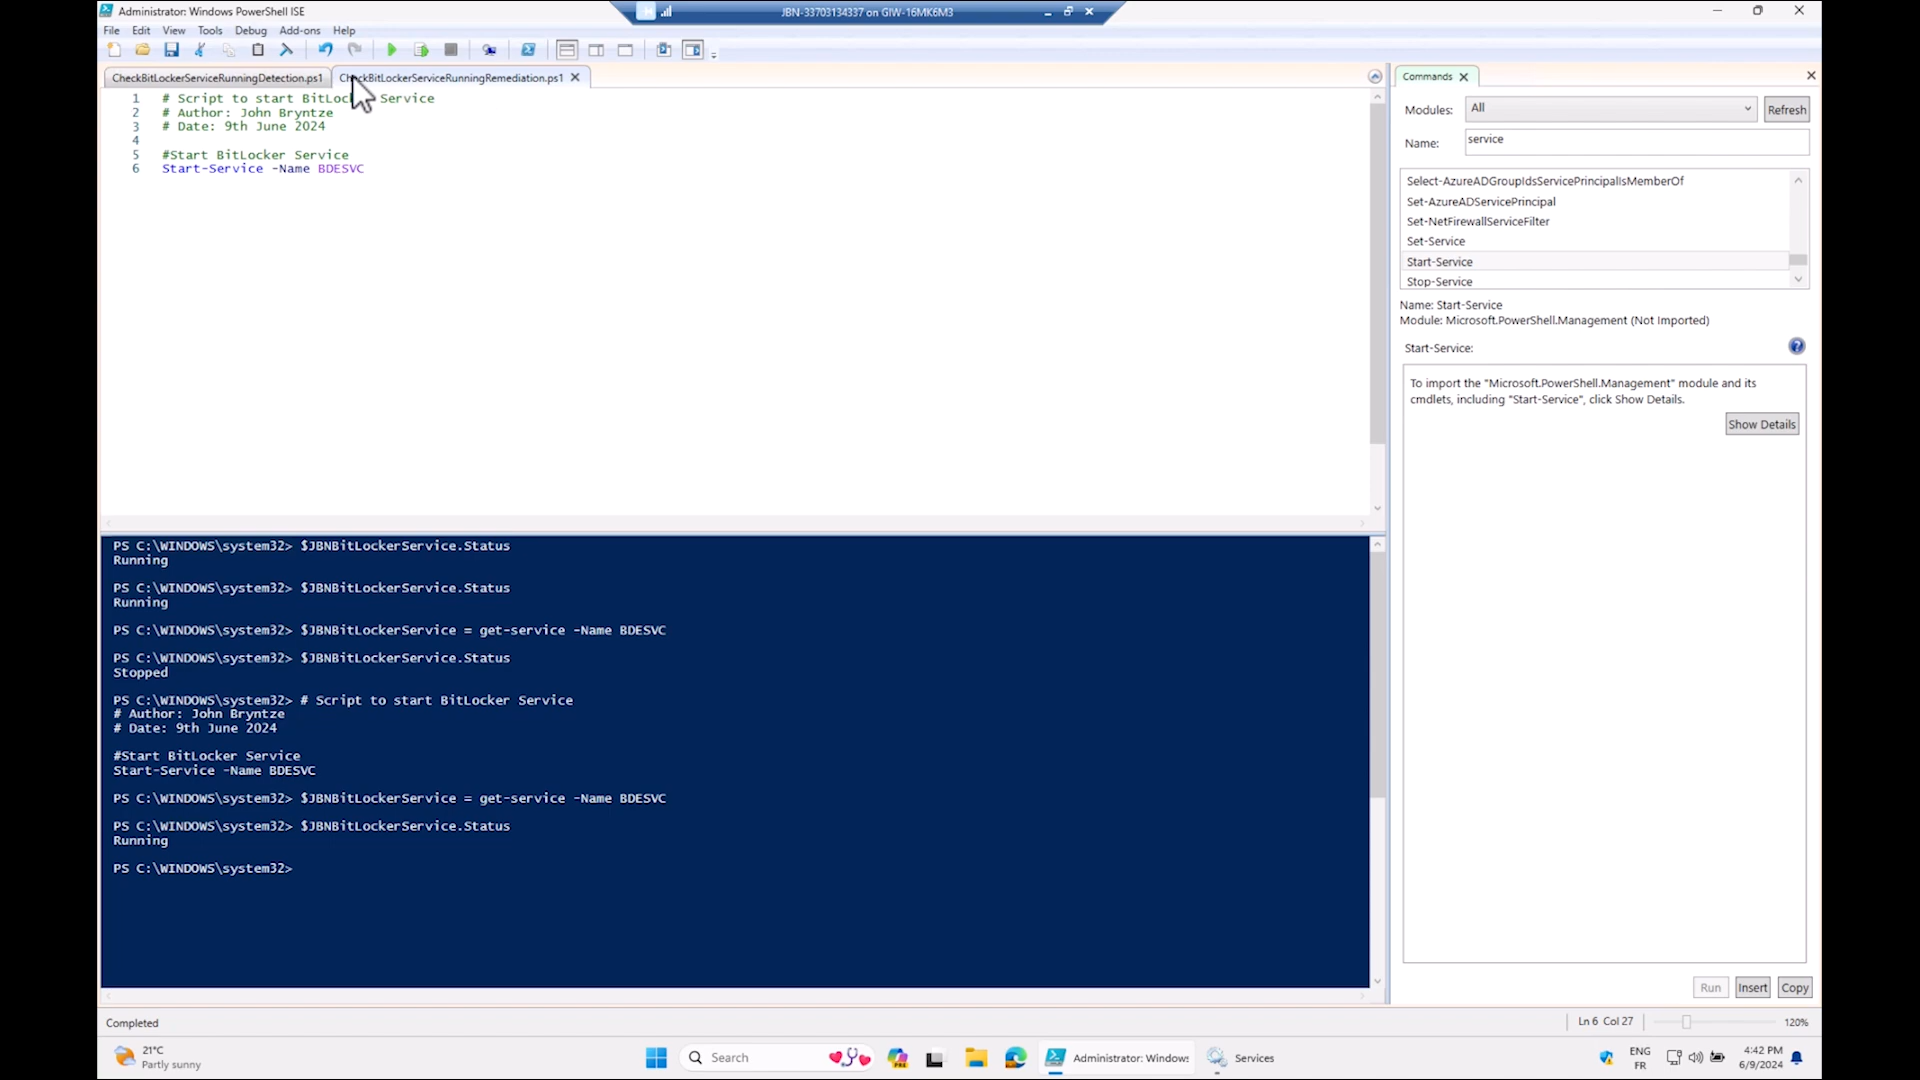 Administrator: Windows PowerShell ISE
JBN-33703134337 on GIW-16MK6M3
File Edit View Tools Debug Add-ons Help
CheckBitLockerServiceRunningDetection.ps1
CheckBitLockerServiceRunningRemediation.ps1
1 # Script to start BitLoc Service
2 # Author: John Bryntze
3 # Date: 9th June 2024
4
5 #Start BitLocker Service
6 Start-Service -Name BDESVC
PS C:\WINDOWS\system32> $JBNBitLockerService.Status
Running
PS C:\WINDOWS\system32> $JBNBitLockerService.Status
Running
PS C:\WINDOWS\system32> $JBNBitLockerService = get-service -Name BDESVC
PS C:\WINDOWS\system32> $JBNBitLockerService.Status
Stopped
PS C:\WINDOWS\system32> # Script to start BitLocker Service
# Author: John Bryntze
# Date: 9th June 2024
#Start BitLocker Service
Start-Service -Name BDESVC
PS C:\WINDOWS\system32> $JBNBitLockerService = get-service -Name BDESVC
PS C:\WINDOWS\system32> $JBNBitLockerService.Status
Running
PS C:\WINDOWS\system32>
Commands
Modules: All Refresh
Name: service
Select-AzureADGroupIdsServicePrincipalIsMemberOf
Set-AzureADServicePrincipal
Set-NetFirewallServiceFilter
Set-Service
Start-Service
Stop-Service
Name: Start-Service
Module: Microsoft.PowerShell.Management (Not Imported)
Start-Service:
To import the "Microsoft.PowerShell.Management" module and its
cmdlets, including "Start-Service", click Show Details.
Show Details
Run Insert Copy
Completed
Ln 6 Col 27
120%
21°C
Partly sunny
Search
Administrator: Windows
Services
ENG
FR
4:42 PM
6/9/2024